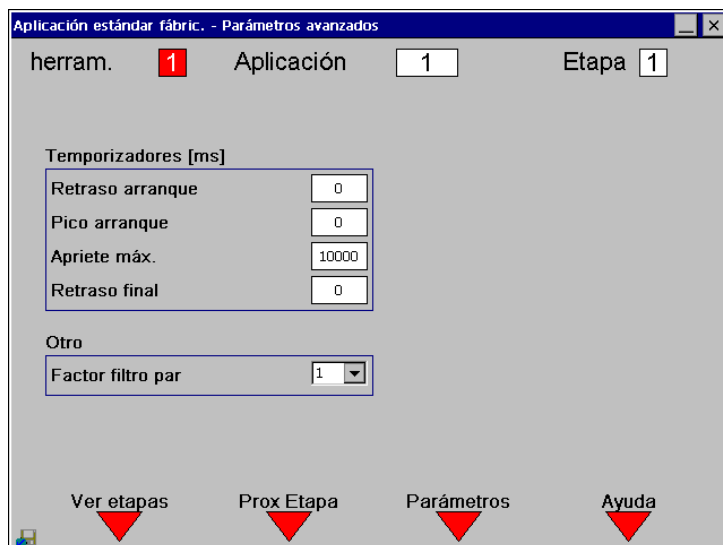 Aplicación estándar fábric. - Parámetros avanzados
herram. 1 Aplicación 1 Etapa 1
Temporizadores [ms]
Retraso arranque 0
Pico arranque 0
Apriete máx. 10000
Retraso final 0
Otro
Factor filtro par 1
Ver etapas Prox Etapa Parámetros Ayuda